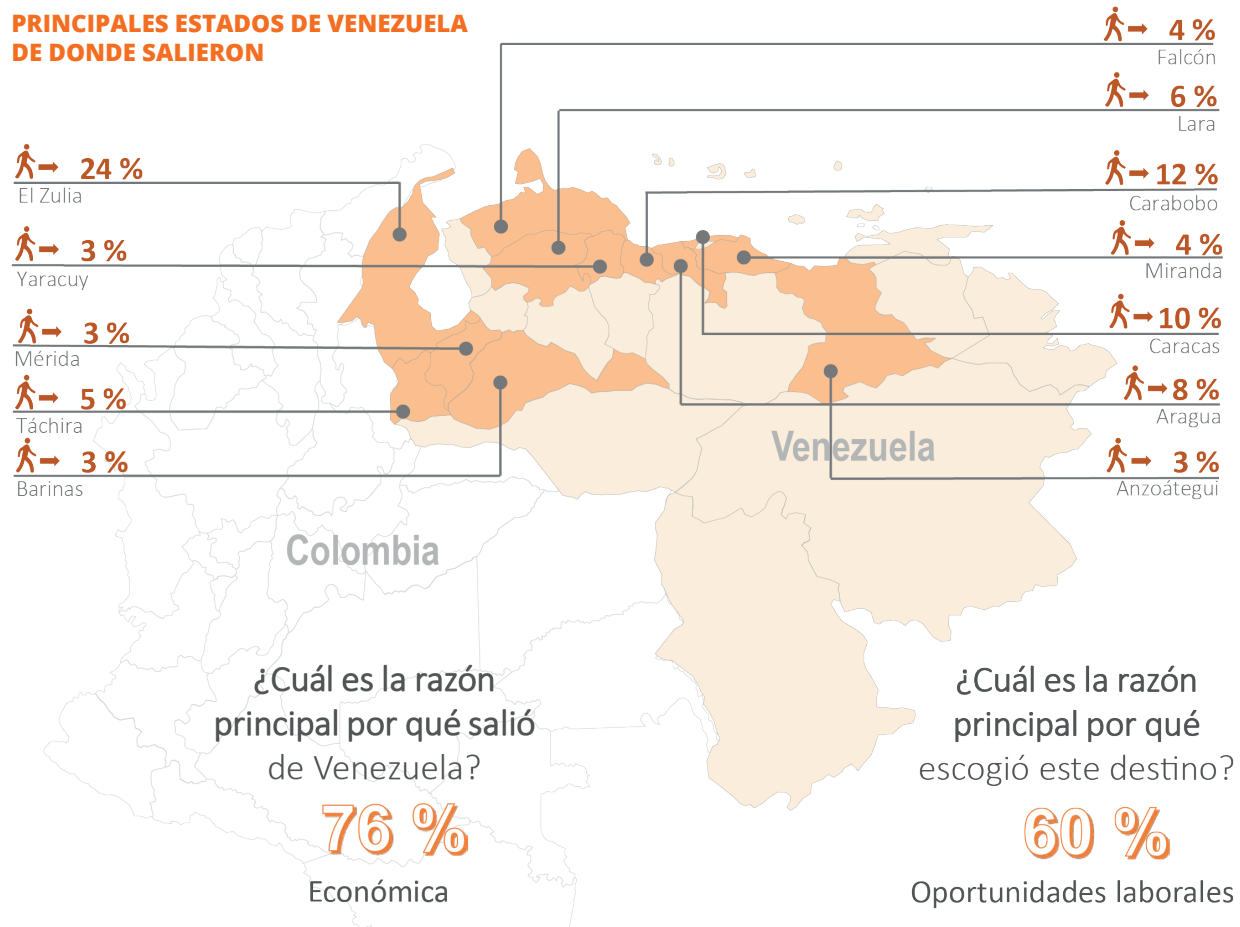 PRINCIPALES ESTADOS DE VENEZUELA
DE DONDE SALIERON
24 %
El Zulia
3 %
Yaracuy
3 %
Mérida
5 %
Táchira
3 %
Barinas
4 %
Falcón
6 %
Lara
12 %
Carabobo
4 %
Miranda
10 %
Caracas
8 %
Aragua
3 %
Anzoátegui
Venezuela
Colombia
¿Cuál es la razón
principal por qué salió
de Venezuela?
76 %
Económica
¿Cuál es la razón
principal por qué
escogió este destino?
60 %
Oportunidades laborales